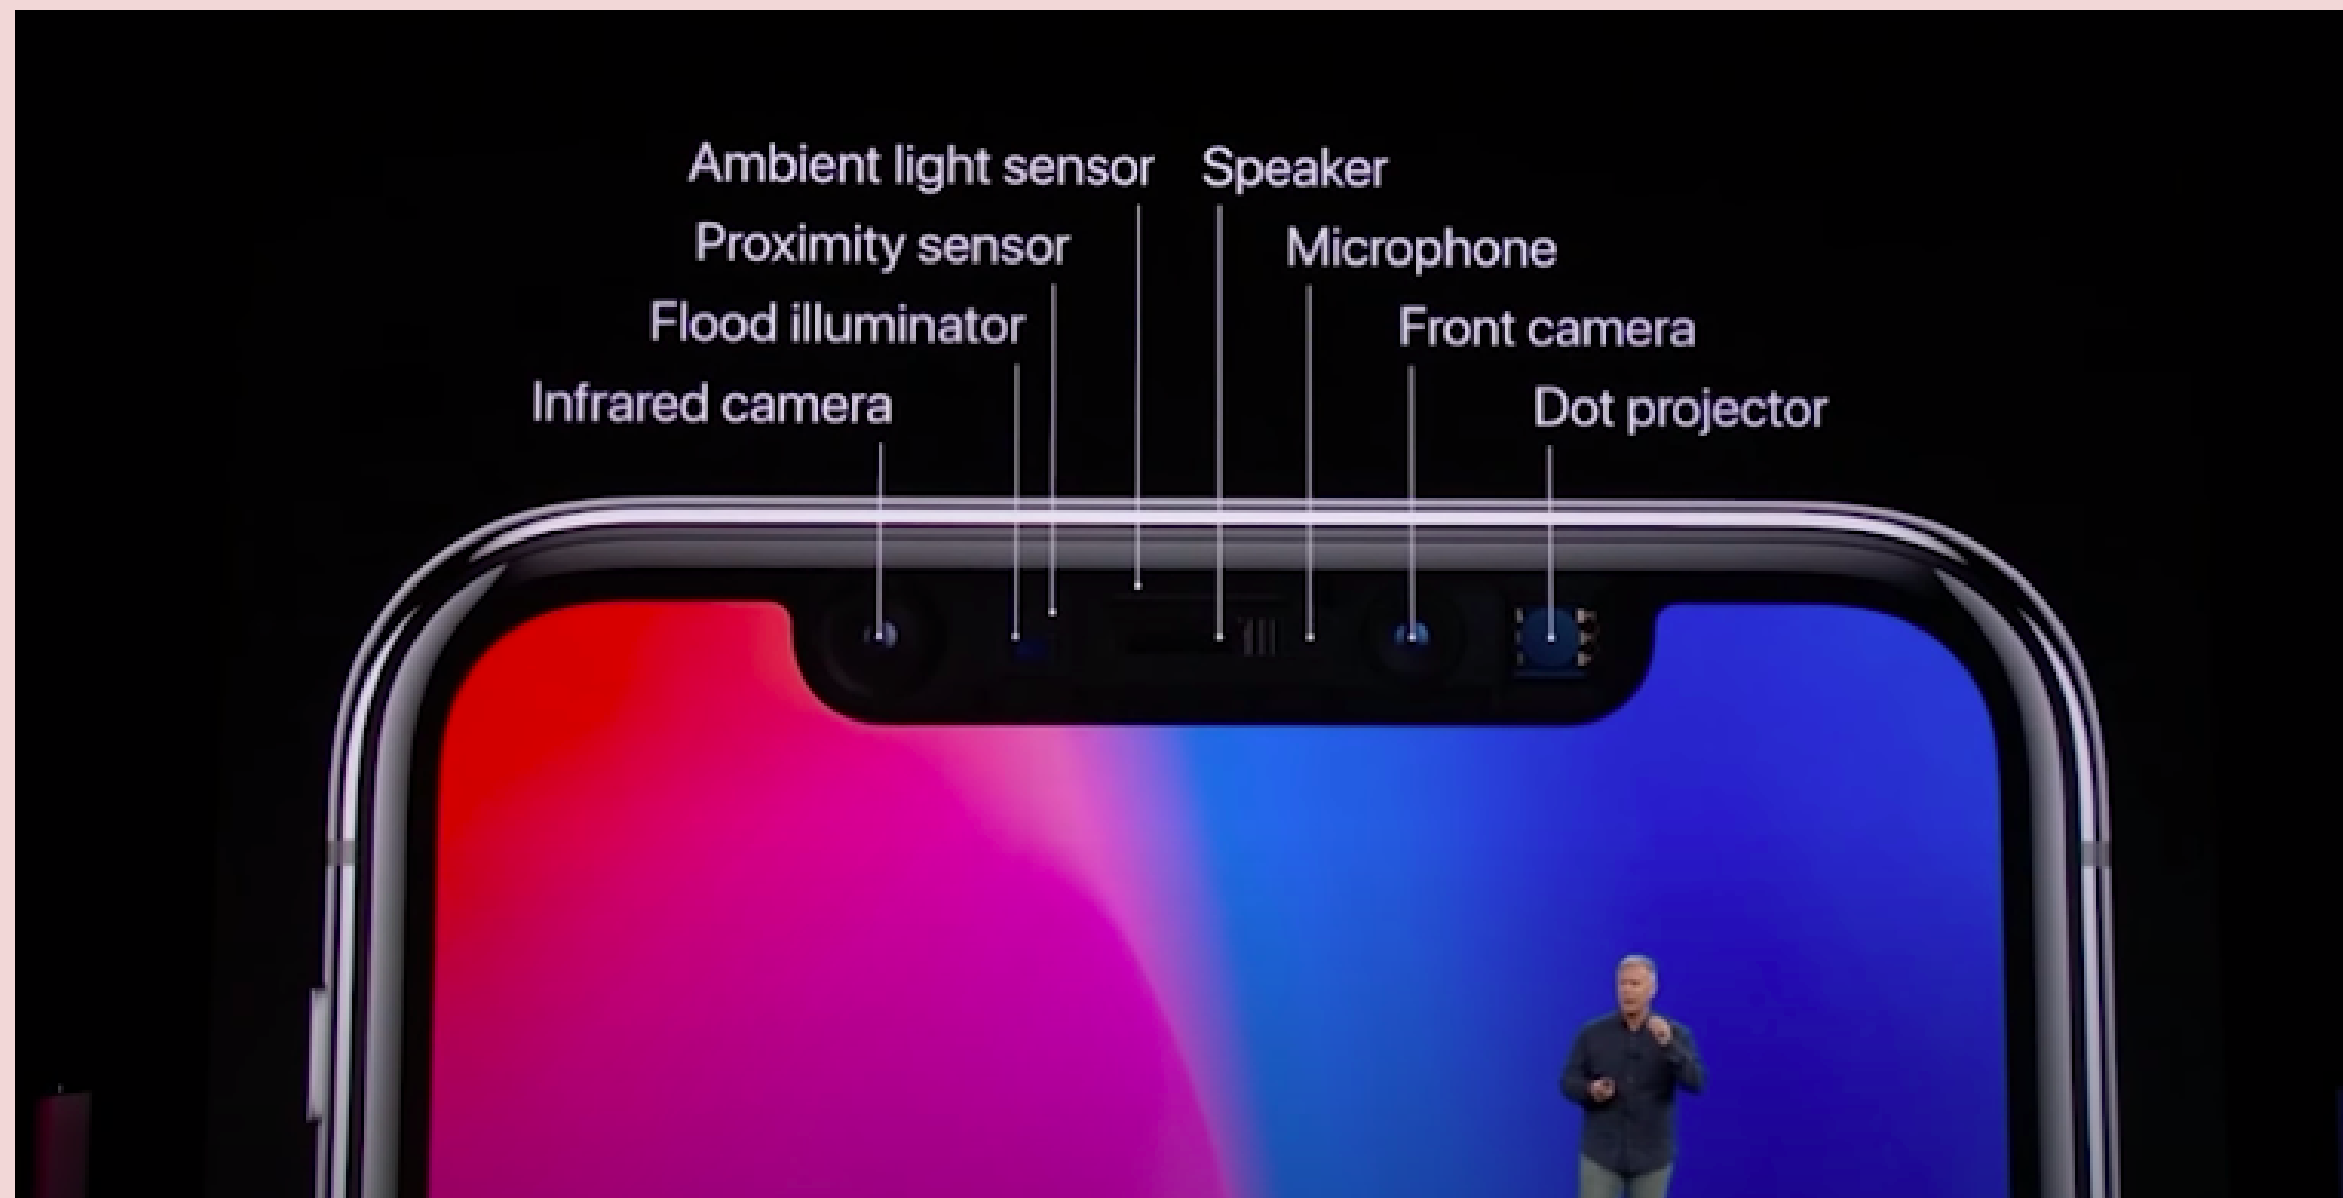 Ambient light sensor
Proximity sensor
Flood illuminator
Infrared camera
Speaker
Microphone
Front camera
Dot projector